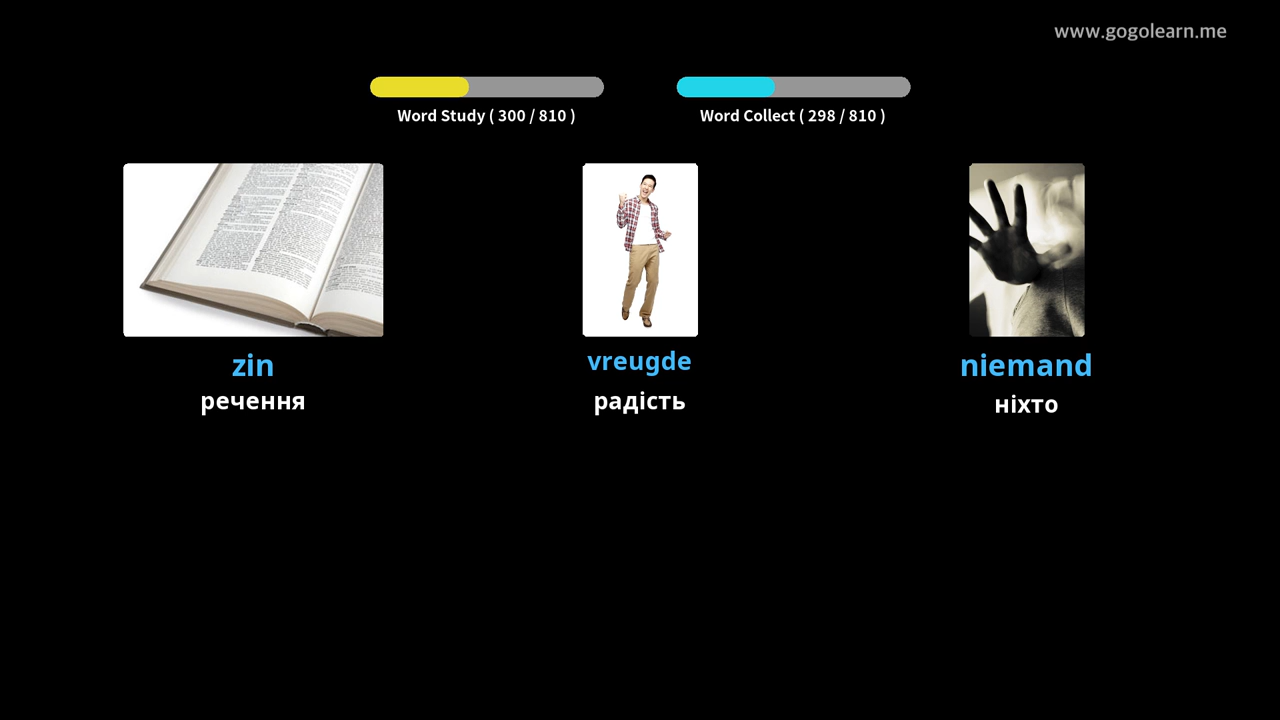 www.gogolearn.me
Word Study ( 300 / 810 )
Word Collect ( 298 / 810 )
zin
речення
vreugde
радість
niemand
ніхто